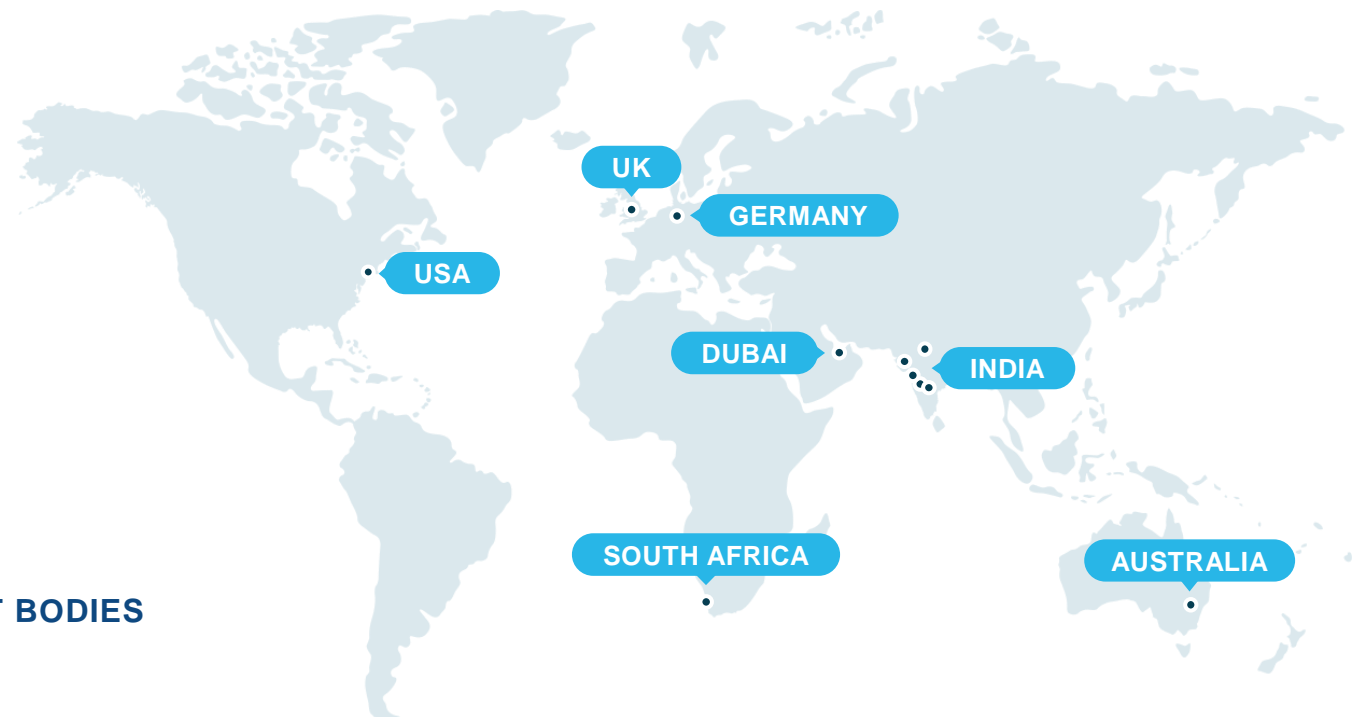 UK
GERMANY
USA
DUBAI
INDIA
SOUTH AFRICA
AUSTRALIA
BODIES